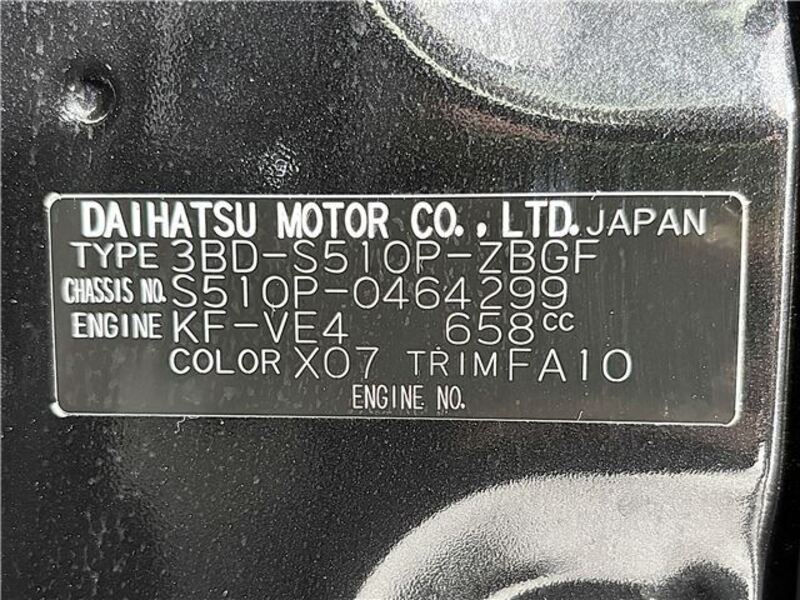 DAIHATSU MOTOR CO., LTD. JAPAN
TYPE 3BD-S510P-ZBGF
CHASSIS NO. S510P-0464299
ENGINE KF-VE4 658cc
COLOR X07 TRIM FA10
ENGINE NO.